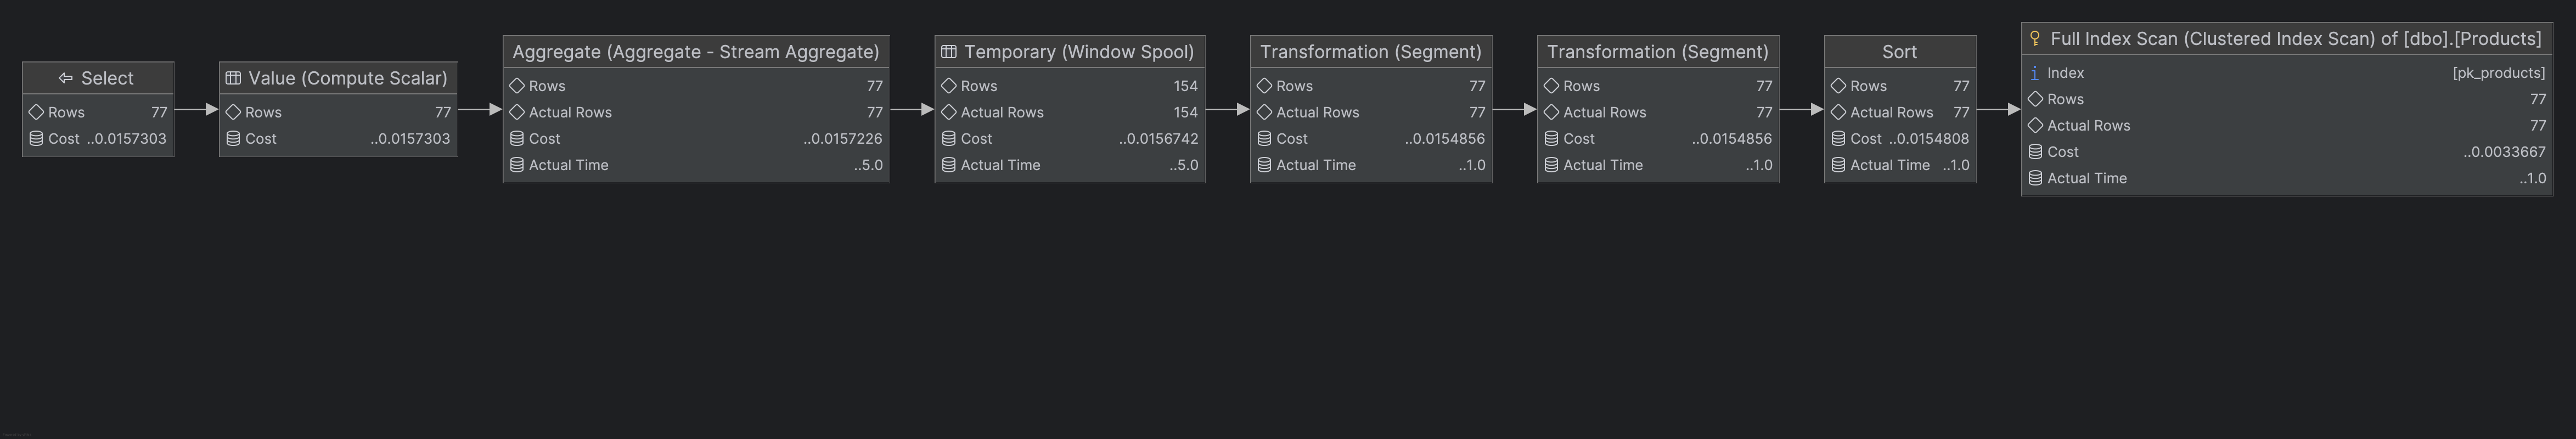 Select
Rows 77
Cost ..0.0157303
Value (Compute Scalar)
Rows 77
Cost ..0.0157303
Aggregate (Aggregate - Stream Aggregate)
Rows 77
Actual Rows 77
Cost ..0.0157226
Actual Time ..5.0
Temporary (Window Spool)
Rows 154
Actual Rows 154
Cost ..0.0156742
Actual Time ..5.0
Transformation (Segment)
Rows 77
Actual Rows 77
Cost ..0.0154856
Actual Time ..1.0
Transformation (Segment)
Rows 77
Actual Rows 77
Cost ..0.0154856
Actual Time ..1.0
Sort
Rows 77
Actual Rows 77
Cost ..0.0154808
Actual Time ..1.0
Full Index Scan (Clustered Index Scan) of [dbo].[Products]
Index [pk_products]
Rows 77
Actual Rows 77
Cost ..0.0033667
Actual Time ..1.0